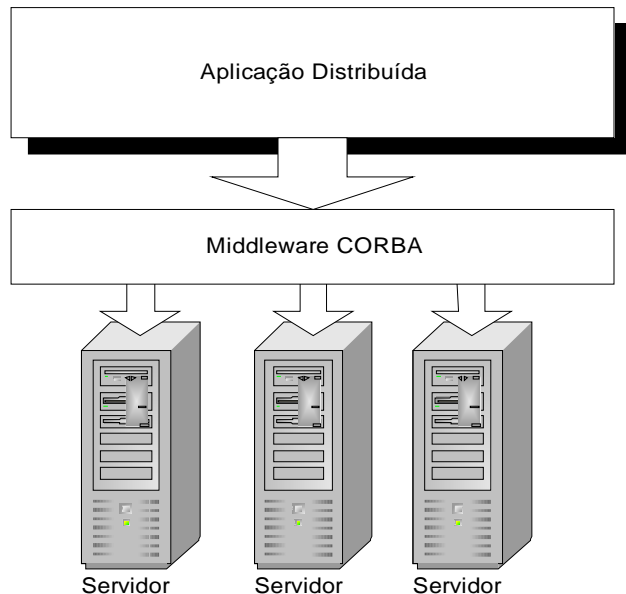 Aplicação Distribuída
Middleware CORBA
Servidor
Servidor
Servidor